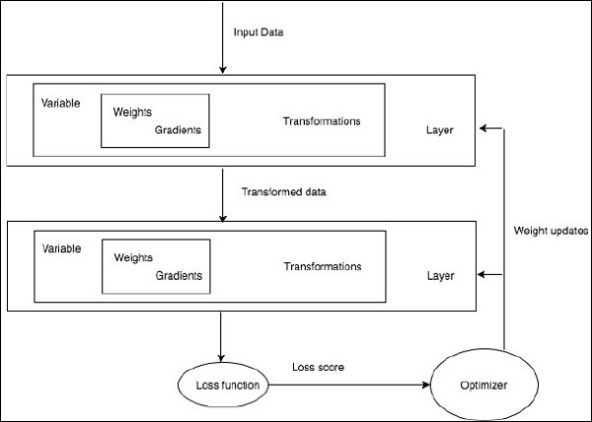 Input Data
Variable
Weights
Gradients
Transformations
Layer
Transformed data
Variable
Weights
Gradients
Transformations
Layer
Weight updates
Loss function
Loss score
Optimizer